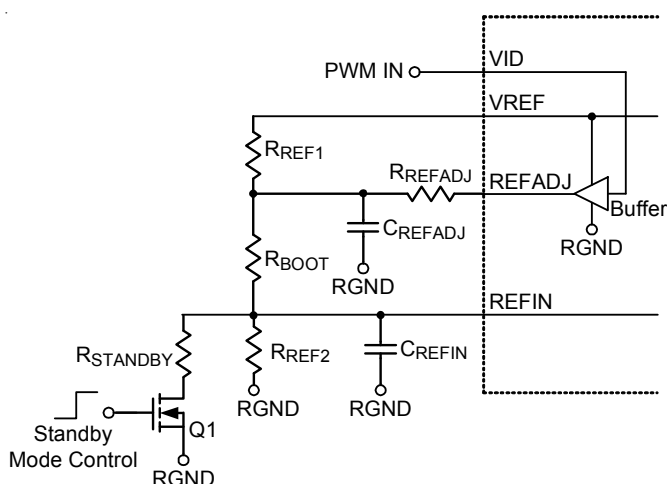 PWM IN
VID
VREF
RREF1
RREFADJ
REFADJ
Buffer
CREFADJ
RGND
RGND
RBOOT
REFIN
RSTANDBY
RREF2
CREFIN
RGND
RGND
Standby
Mode Control
Q1
RGND